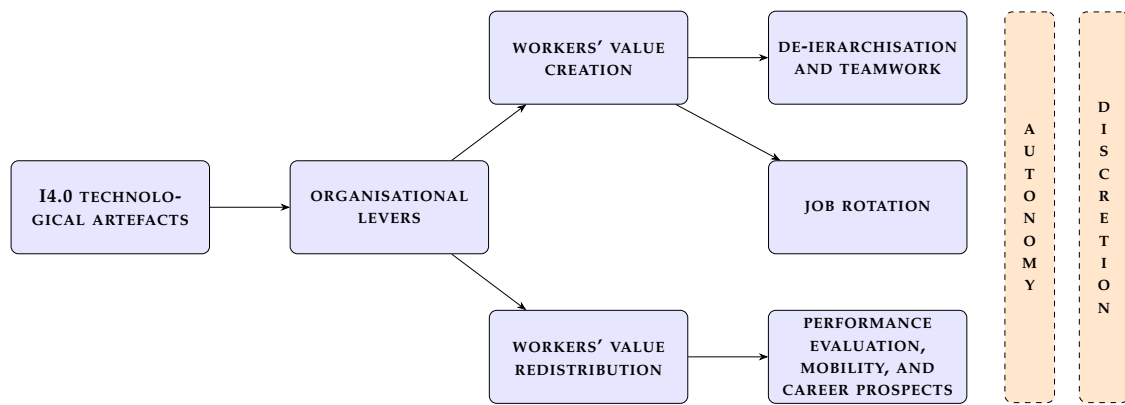 I4.0 TECHNOLO-
GICAL ARTEFACTS
ORGANISATIONAL
LEVERS
WORKERS' VALUE
CREATION
WORKERS' VALUE
REDISTRIBUTION
DE-IERARCHISATION
AND TEAMWORK
JOB ROTATION
PERFORMANCE
EVALUATION,
MOBILITY, AND
CAREER PROSPECTS
A
U
T
O
N
O
M
Y
D
I
S
C
R
E
T
I
O
N